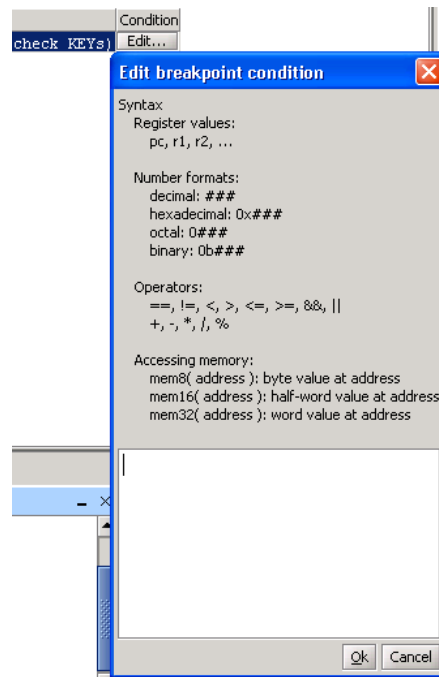 Condition
check KEYs) Edit...
Edit breakpoint condition
Syntax
Register values:
pc, r1, r2, ...
Number formats:
decimal: ###
hexadecimal: 0x###
octal: 0###
binary: 0b###
Operators:
==, !=, <, >, <=, >=, &&, ||
+, -, *, /, %
Accessing memory:
mem8( address ): byte value at address
mem16( address ): half-word value at address
mem32( address ): word value at address
Ok Cancel